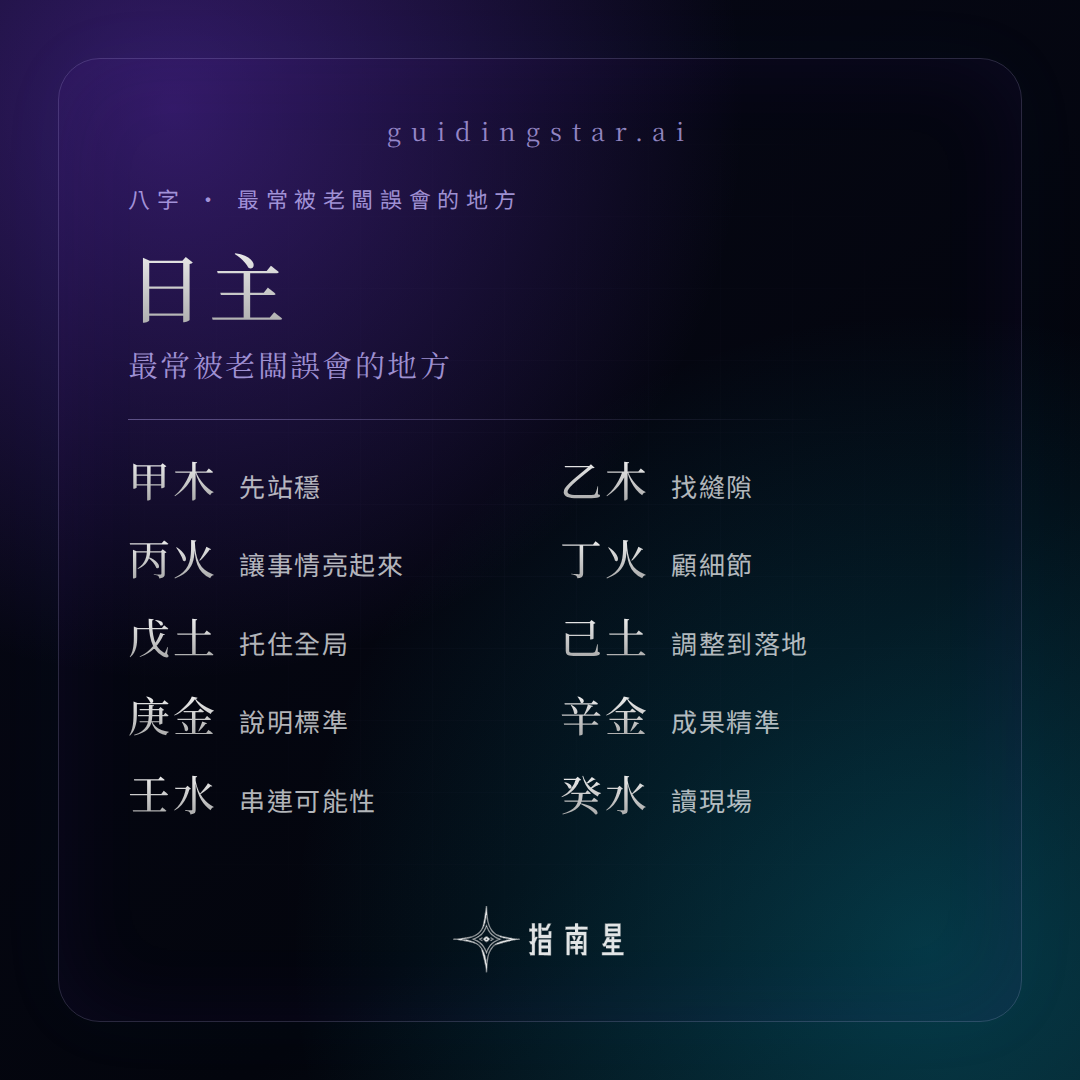 guidingstar.ai
八字 · 最常被老闆誤會的地方
日主
最常被老闆誤會的地方
甲木 先站穩
乙木 找縫隙
丙火 讓事情亮起來
丁火 顧細節
戊土 托住全局
己土 調整到落地
庚金 說明標準
辛金 成果精準
壬水 串連可能性
癸水 讀現場
指南星